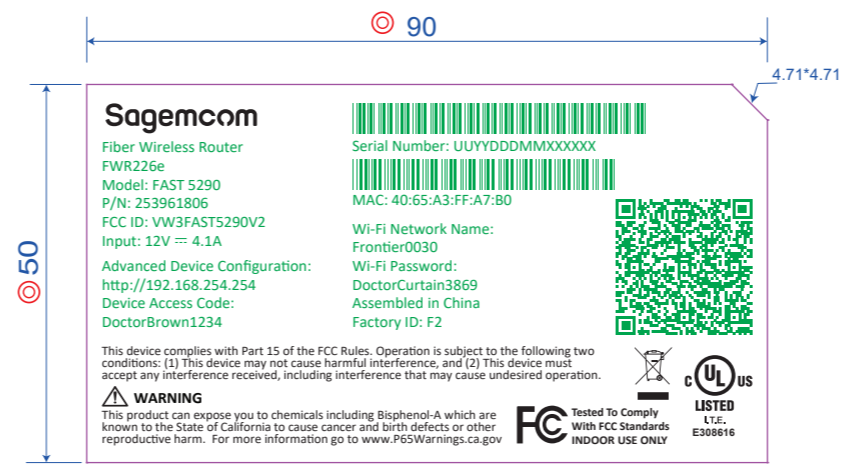 90
4.71*4.71
50
Sagemcom
Fiber Wireless Router
FWR226e
Model: FAST 5290
P/N: 253961806
FCC ID: VW3FAST5290V2
Input: 12V ⎓ 4.1A
Advanced Device Configuration:
http://192.168.254.254
Device Access Code:
DoctorBrown1234
Serial Number: UUYYDDDMMXXXXXX
MAC: 40:65:A3:FF:A7:B0
Wi-Fi Network Name:
Frontier0030
Wi-Fi Password:
DoctorCurtain3869
Assembled in China
Factory ID: F2
This device complies with Part 15 of the FCC Rules. Operation is subject to the following two
conditions: (1) This device may not cause harmful interference, and (2) This device must
accept any interference received, including interference that may cause undesired operation.
WARNING
This product can expose you to chemicals including Bisphenol-A which are
known to the State of California to cause cancer and birth defects or other
reproductive harm. For more information go to www.P65Warnings.ca.gov
FC
Tested To Comply
With FCC Standards
INDOOR USE ONLY
C UL US
LISTED
I.T.E.
E308616